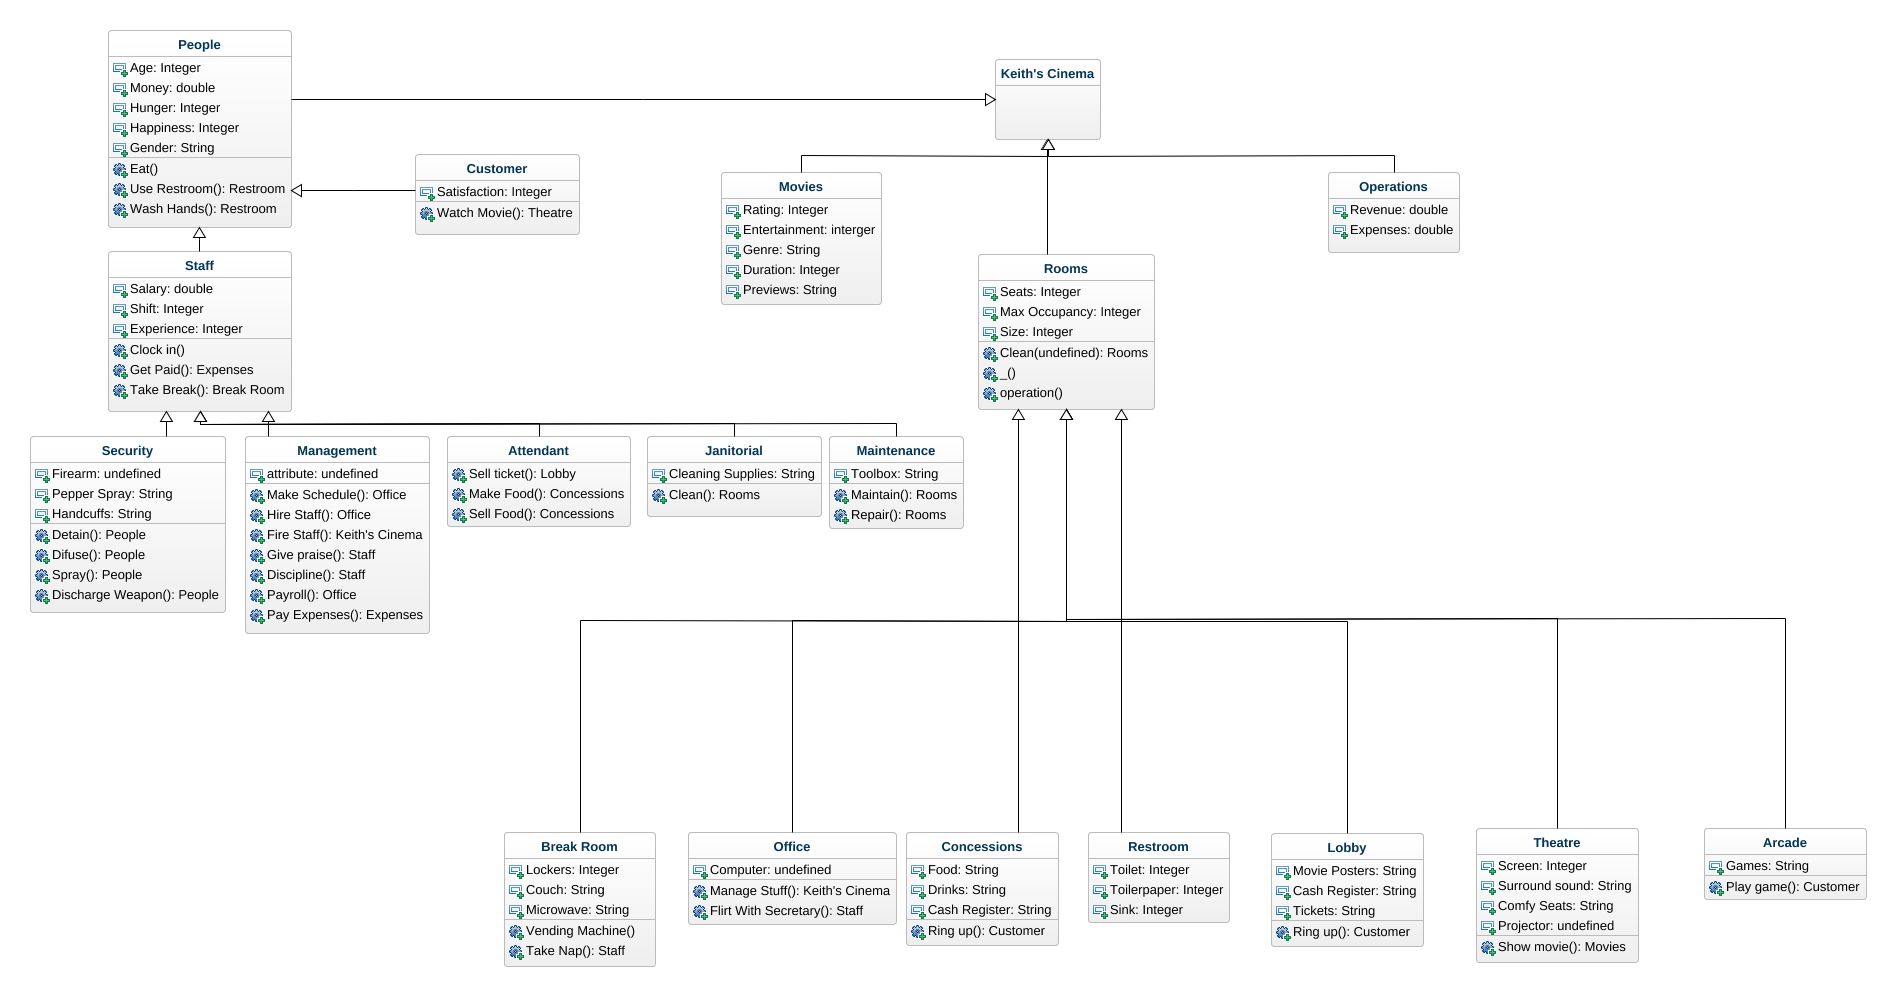 People
Age: Integer
Money: double
Hunger: Integer
Happiness: Integer
Gender: String
Eat()
Use Restroom(): Restroom
Wash Hands(): Restroom
Keith's Cinema
Customer
Satisfaction: Integer
Watch Movie(): Theatre
Movies
Rating: Integer
Entertainment: interger
Genre: String
Duration: Integer
Previews: String
Operations
Revenue: double
Expenses: double
Staff
Salary: double
Shift: Integer
Experience: Integer
Clock in()
Get Paid(): Expenses
Take Break(): Break Room
Rooms
Seats: Integer
Max Occupancy: Integer
Size: Integer
Clean(undefined): Rooms
_()
operation()
Security
Firearm: undefined
Pepper Spray: String
Handcuffs: String
Detain(): People
Difuse(): People
Spray(): People
Discharge Weapon(): People
Management
attribute: undefined
Make Schedule(): Office
Hire Staff(): Office
Fire Staff(): Keith's Cinema
Give praise(): Staff
Discipline(): Staff
Payroll(): Office
Pay Expenses(): Expenses
Attendant
Sell ticket(): Lobby
Make Food(): Concessions
Sell Food(): Concessions
Janitorial
Cleaning Supplies: String
Clean(): Rooms
Maintenance
Toolbox: String
Maintain(): Rooms
Repair(): Rooms
Break Room
Lockers: Integer
Couch: String
Microwave: String
Vending Machine()
Take Nap(): Staff
Office
Computer: undefined
Manage Stuff(): Keith's Cinema
Flirt With Secretary(): Staff
Concessions
Food: String
Drinks: String
Cash Register: String
Ring up(): Customer
Restroom
Toilet: Integer
Toilerpaper: Integer
Sink: Integer
Lobby
Movie Posters: String
Cash Register: String
Tickets: String
Ring up(): Customer
Theatre
Screen: Integer
Surround sound: String
Comfy Seats: String
Projector: undefined
Show movie(): Movies
Arcade
Games: String
Play game(): Customer